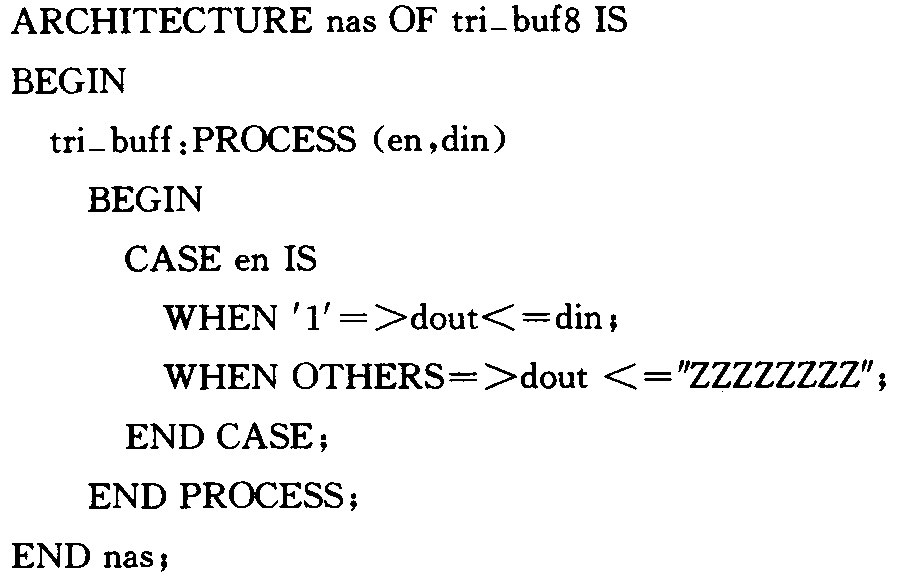 ARCHITECTURE nas OF tri_buf8 IS
BEGIN
tri_buff:PROCESS (en,din)
BEGIN
CASE en IS
WHEN '1'=>dout<=din;
WHEN OTHERS=>dout <="ZZZZZZZZ";
END CASE;
END PROCESS;
END nas;